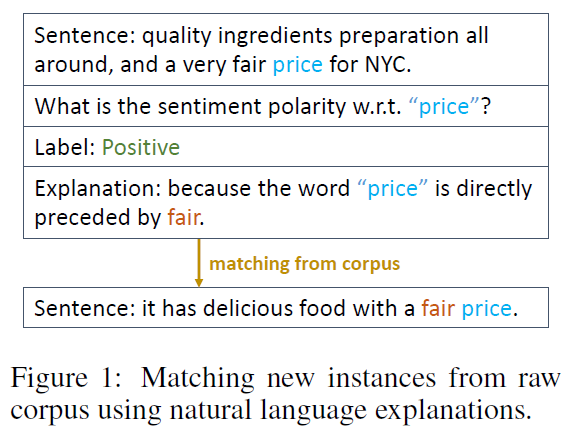 Sentence: quality ingredients preparation all
around, and a very fair price for NYC.
What is the sentiment polarity w.r.t. “price”?
Label: Positive
Explanation: because the word “price” is directly
preceded by fair.
matching from corpus
Sentence: it has delicious food with a fair price.
Figure 1: Matching new instances from raw
corpus using natural language explanations.